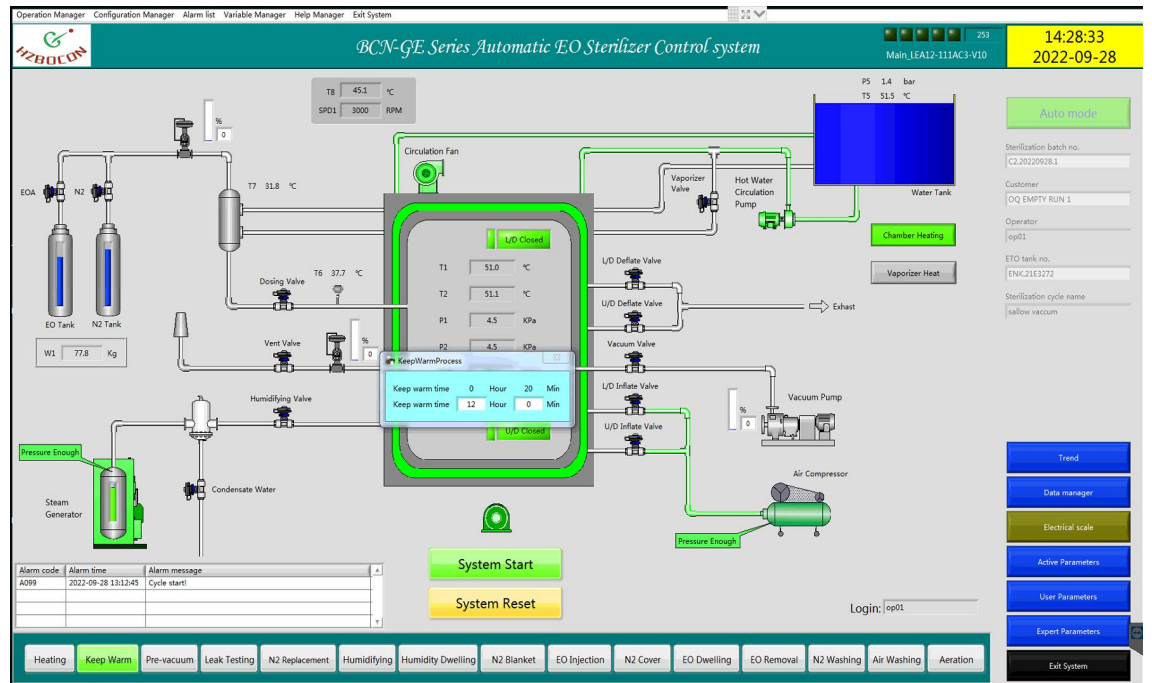 Operation Manager Configuration Manager Alarm list Variable Manager Help Manager Exit System
HZBOCON
BCN-GE Series Automatic EO Sterilizer Control system
253
Main_LEA12-111AC3-V10
14:28:33
2022-09-28
T8 45.1 ℃
SPD1 3000 RPM
P5 1.4 bar
T5 51.5 ℃
Water Tank
Auto mode
Sterilization batch no.
C2.20220928.1
Customer
OQ EMPTY RUN 1
Operator
op01
ETO tank no.
ENK.21E3272
Sterilization cycle name
sallow vaccum
% 0
Circulation Fan
EOA
N2
T7 31.8 ℃
Vaporizer
Valve
Hot Water
Circulation
Pump
Chamber Heating
Vaporizer Heat
L/D Closed
T1 51.0 ℃
T2 51.1 ℃
P1 4.5 KPa
P2 4.5 KPa
T6 37.7 ℃
Dosing Valve
L/D Deflate Valve
U/D Deflate Valve
Exhast
EO Tank
N2 Tank
W1 77.8 Kg
Vent Valve
% 0
Vacuum Valve
KeepWarmProcess
Keep warm time 0 Hour 20 Min
Keep warm time 12 Hour 0 Min
L/D Inflate Valve
U/D Inflate Valve
U/D Closed
Vacuum Pump
% 0
Humidifying Valve
Pressure Enough
Steam
Generator
Condensate Water
Air Compressor
Pressure Enough
System Start
System Reset
Alarm code Alarm time Alarm message
A099 2022-09-28 13:12:45 Cycle start!
Login: op01
Trend
Data manager
Electrical scale
Active Parameters
User Parameters
Expert Parameters
Exit System
Heating Keep Warm Pre-vacuum Leak Testing N2 Replacement Humidifying Humidity Dwelling N2 Blanket EO Injection N2 Cover EO Dwelling EO Removal N2 Washing Air Washing Aeration